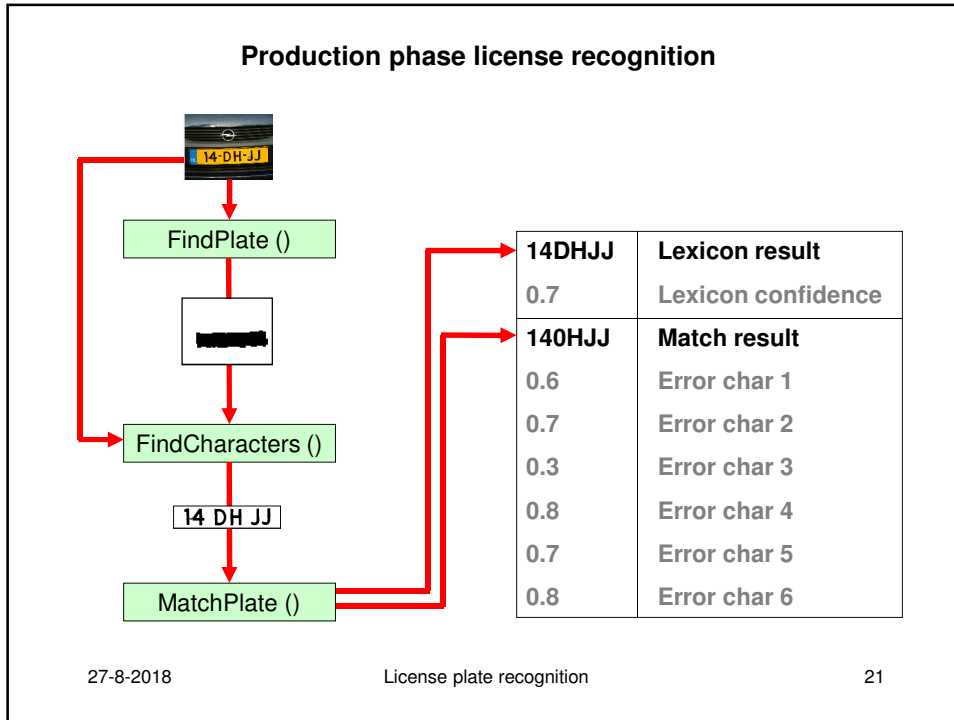 Production phase license recognition
14-DH-JJ
FindPlate ()
FindCharacters ()
14 DH JJ
MatchPlate ()
14DHJJ Lexicon result
0.7 Lexicon confidence
140HJJ Match result
0.6 Error char 1
0.7 Error char 2
0.3 Error char 3
0.8 Error char 4
0.7 Error char 5
0.8 Error char 6
27-8-2018 License plate recognition 21